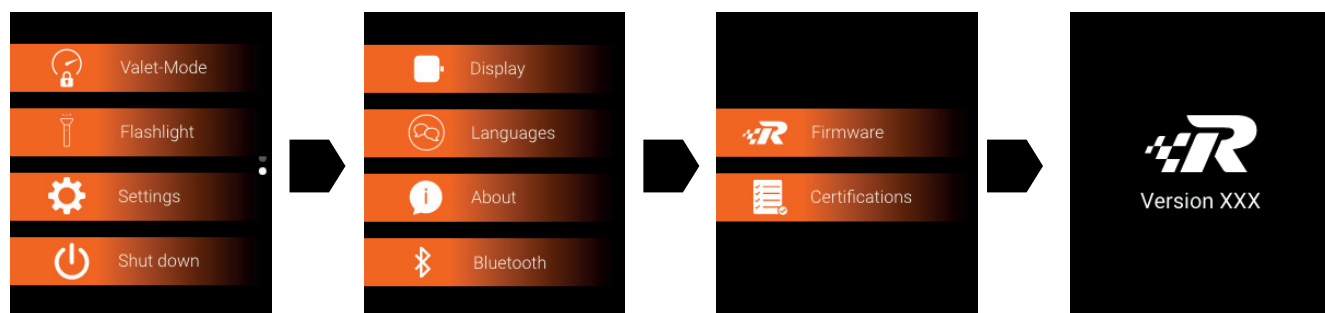 Valet-Mode
Flashlight
Settings
Shut down
Display
Languages
About
Bluetooth
Firmware
Certifications
R
Version XXX